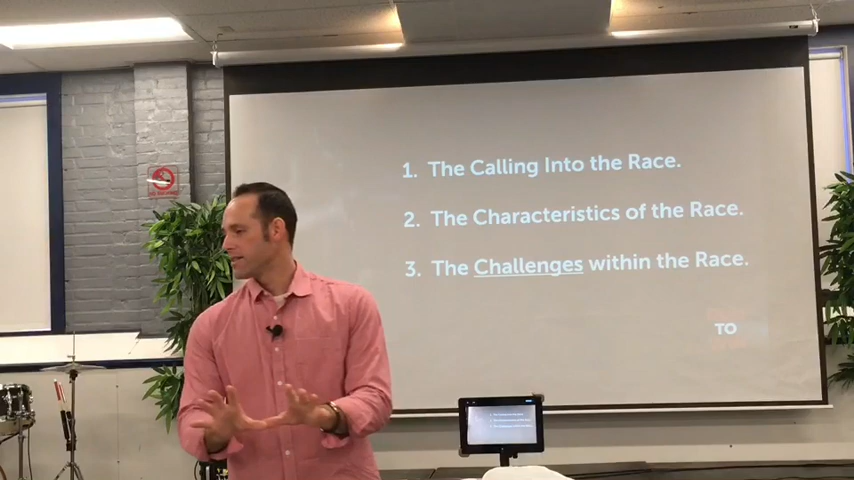 1. The Calling Into the Race.
2. The Characteristics of the Race.
3. The Challenges within the Race.
TO